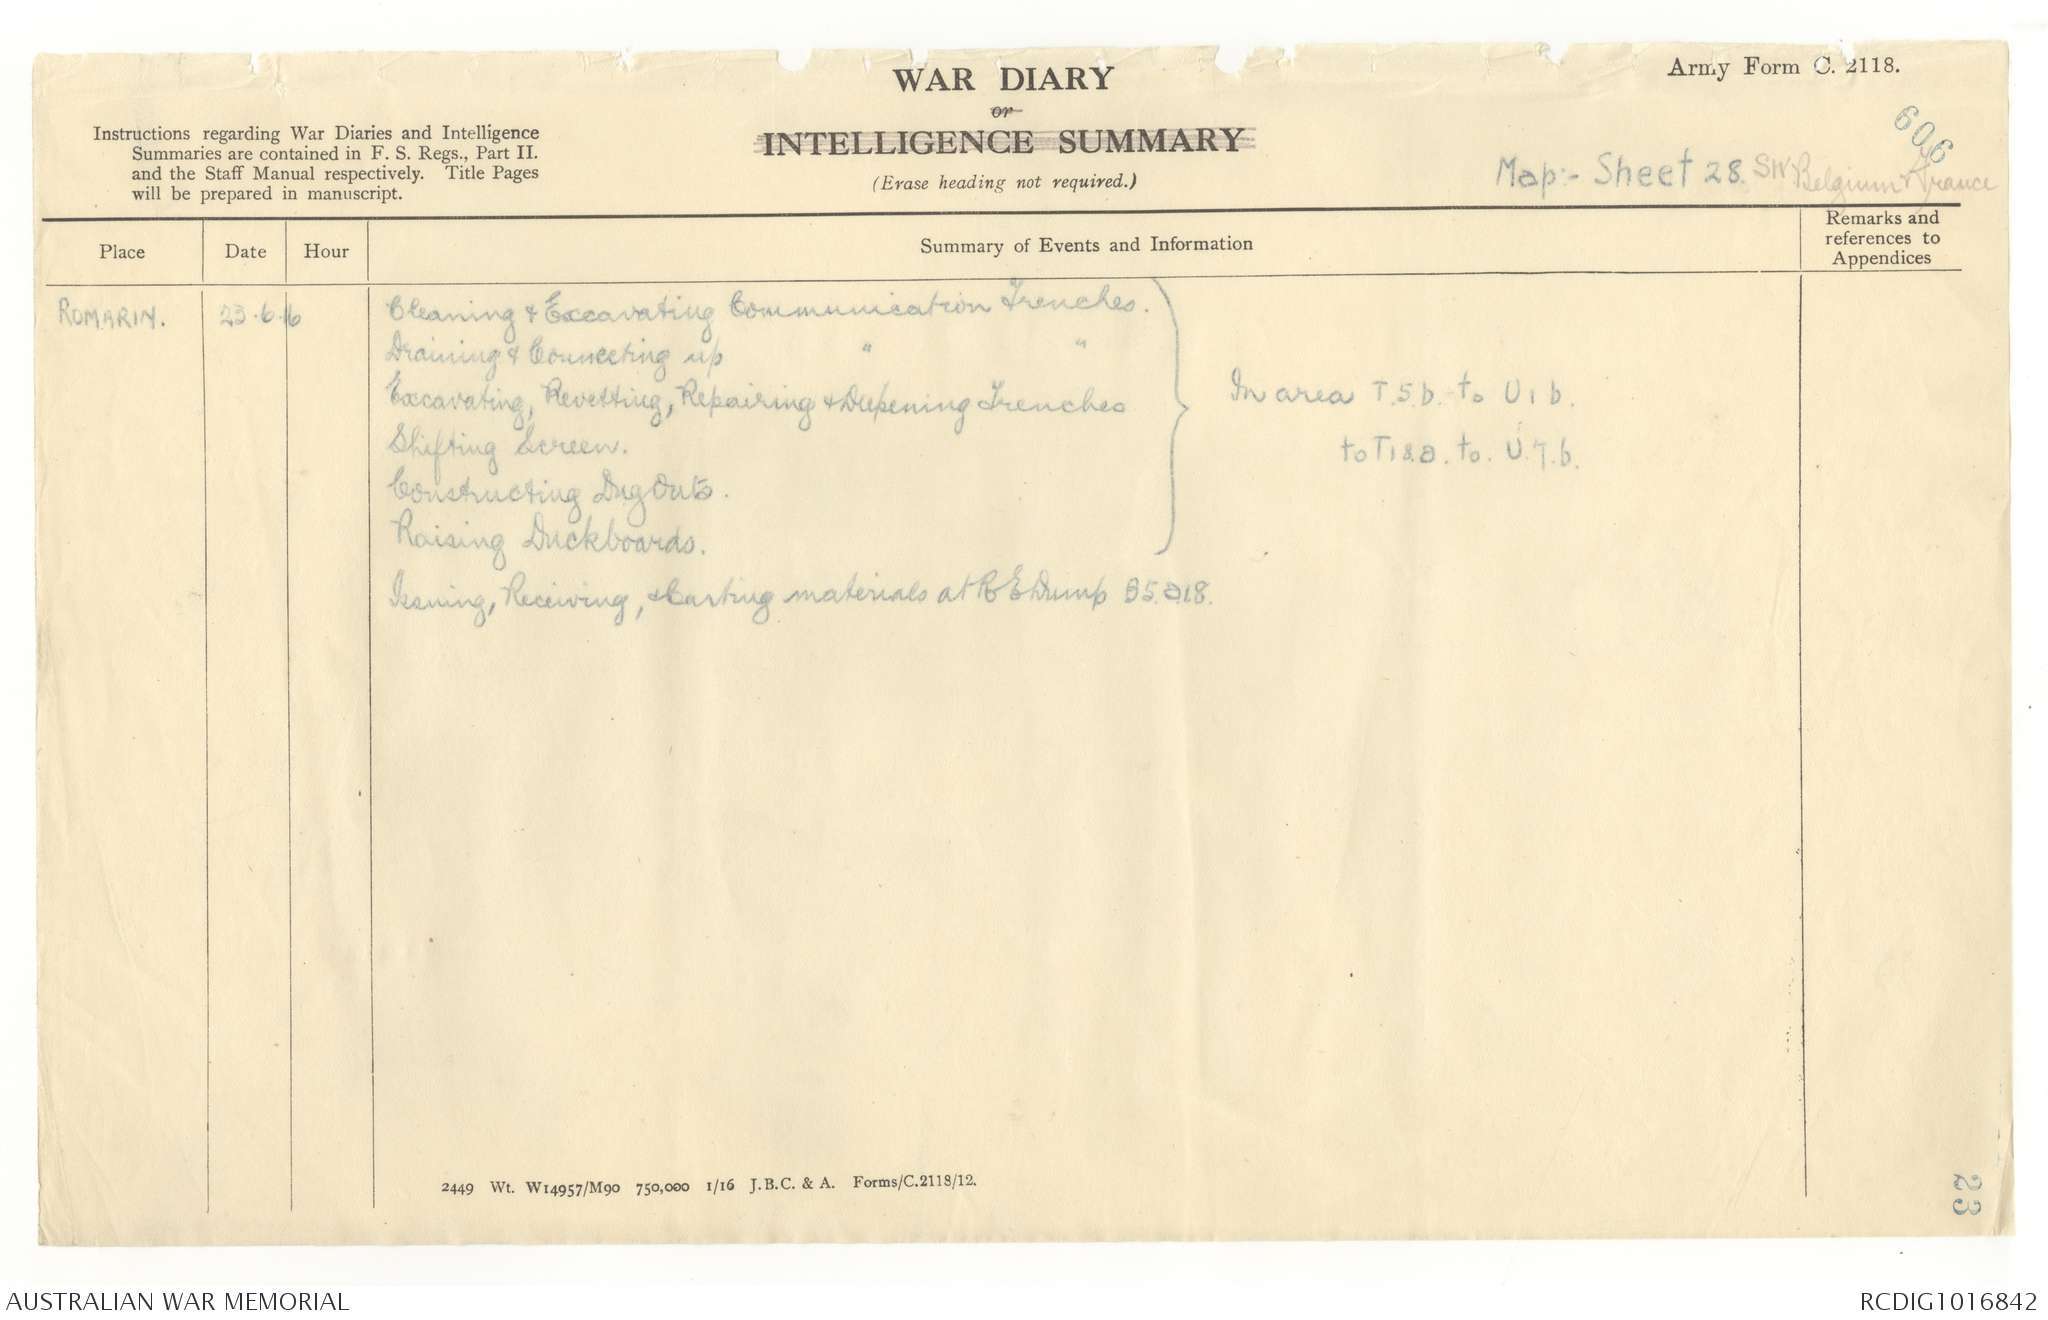 Army Form C. 2118.
WAR DIARY
or
INTELLIGENCE SUMMARY
(Erase heading not required.)
Instructions regarding War Diaries and Intelligence
Summaries are contained in F. S. Regs., Part II.
and the Staff Manual respectively. Title Pages
will be prepared in manuscript.
606
Map:- Sheet 28. SW Belgium & France
Place
Date
Hour
Summary of Events and Information
Remarks and
references to
Appendices
ROMARIN. 23.6.16
Cleaning & Excavating Communication Trenches.
Draining & Connecting up " "
Excavating, Revetting, Repairing & Deepening Trenches
Shifting Screen.
Constructing Dug Outs.
Raising Duckboards.
In area T.5.b. to U 1 b.
to T18.a. to. U.7.b.
Issuing, Receiving, & Carting materials at R E Dump B5.a.18.
2449 Wt. W14957/M90 750,000 1/16 J.B.C. & A. Forms/C.2118/12.
23
AUSTRALIAN WAR MEMORIAL
RCDIG1016842